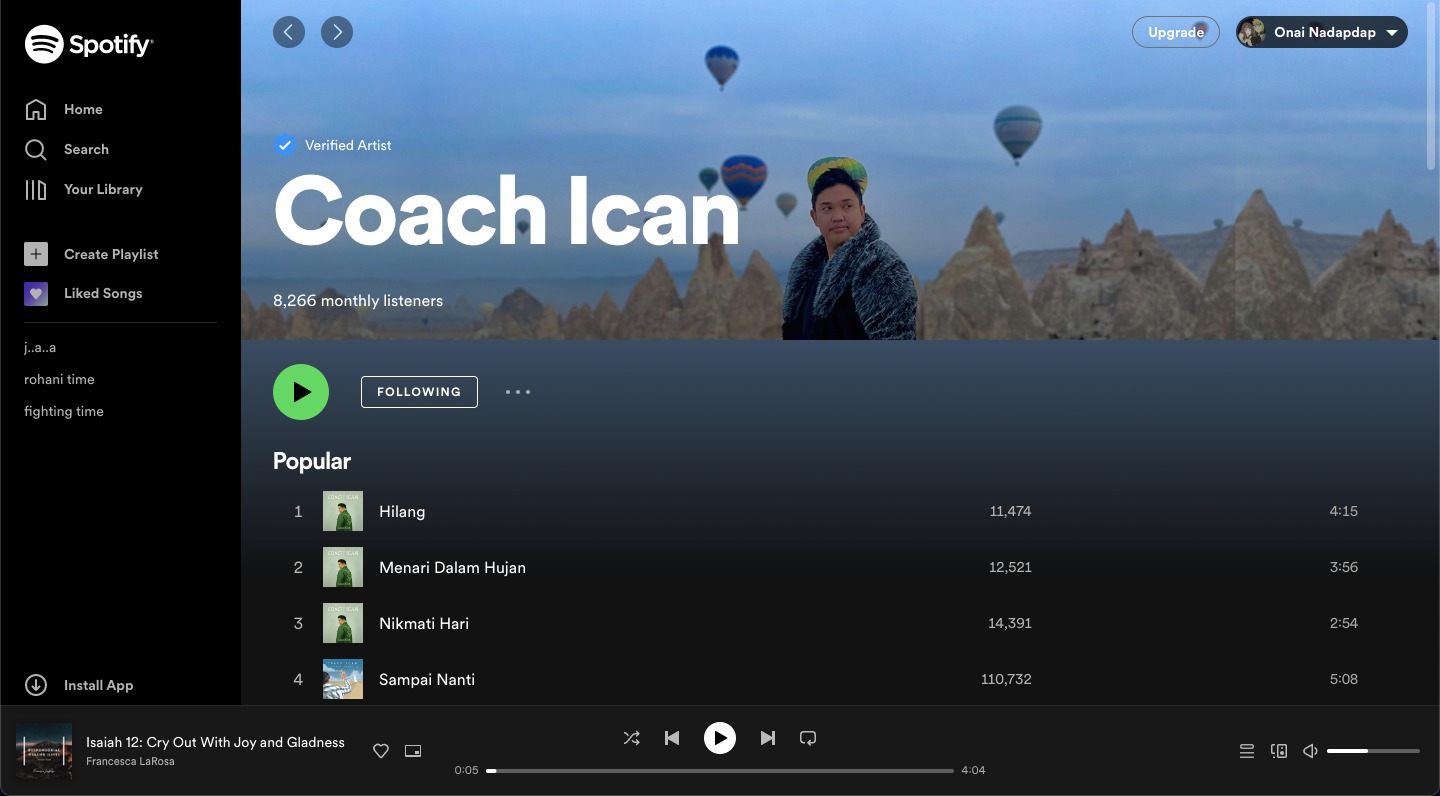 Spotify
Home
Search
Your Library
Create Playlist
Liked Songs
j..a..a
rohani time
fighting time
Install App
Upgrade
Onai Nadapdap
Verified Artist
Coach Ican
8,266 monthly listeners
FOLLOWING
Popular
1 Hilang 11,474 4:15
2 Menari Dalam Hujan 12,521 3:56
3 Nikmati Hari 14,391 2:54
4 Sampai Nanti 110,732 5:08
Isaiah 12: Cry Out With Joy and Gladness
Francesca LaRosa
0:05
4:04